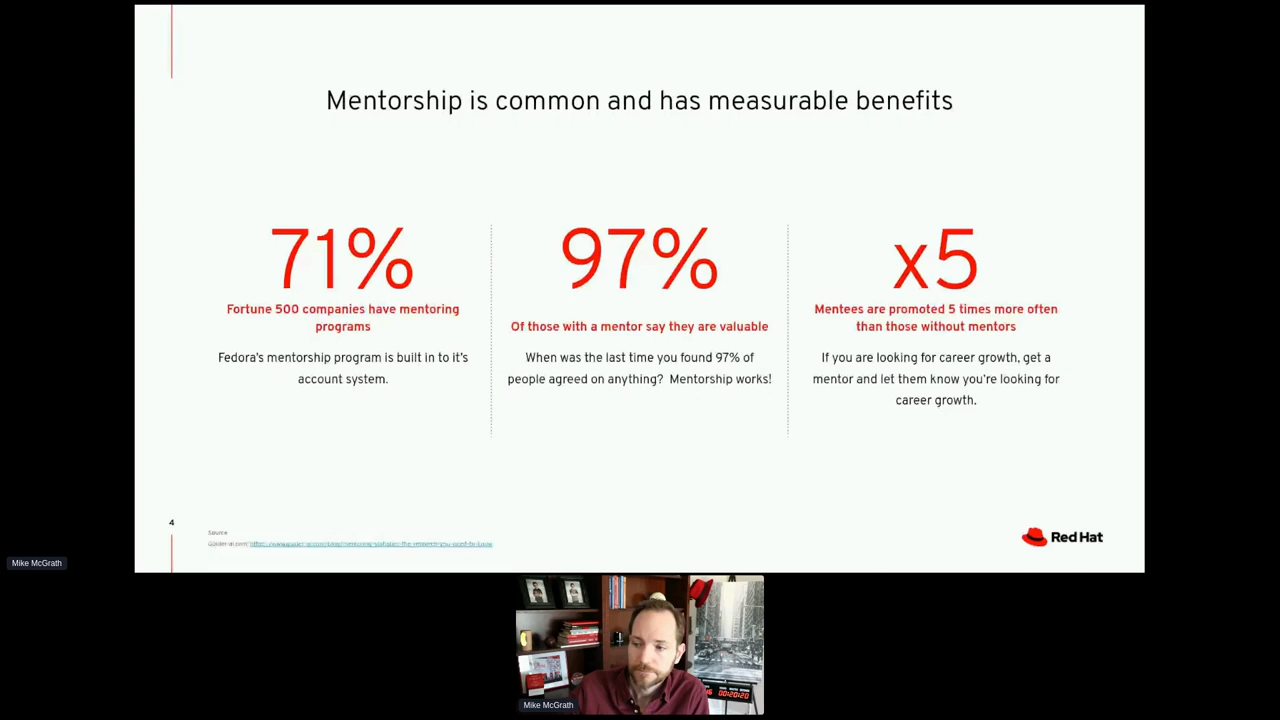 Mentorship is common and has measurable benefits
71%
Fortune 500 companies have mentoring
programs
Fedora's mentorship program is built in to it's
account system.
97%
Of those with a mentor say they are valuable
When was the last time you found 97% of
people agreed on anything? Mentorship works!
x5
Mentees are promoted 5 times more often
than those without mentors
If you are looking for career growth, get a
mentor and let them know you're looking for
career growth.
4
Source
Red Hat
Mike McGrath
Mike McGrath